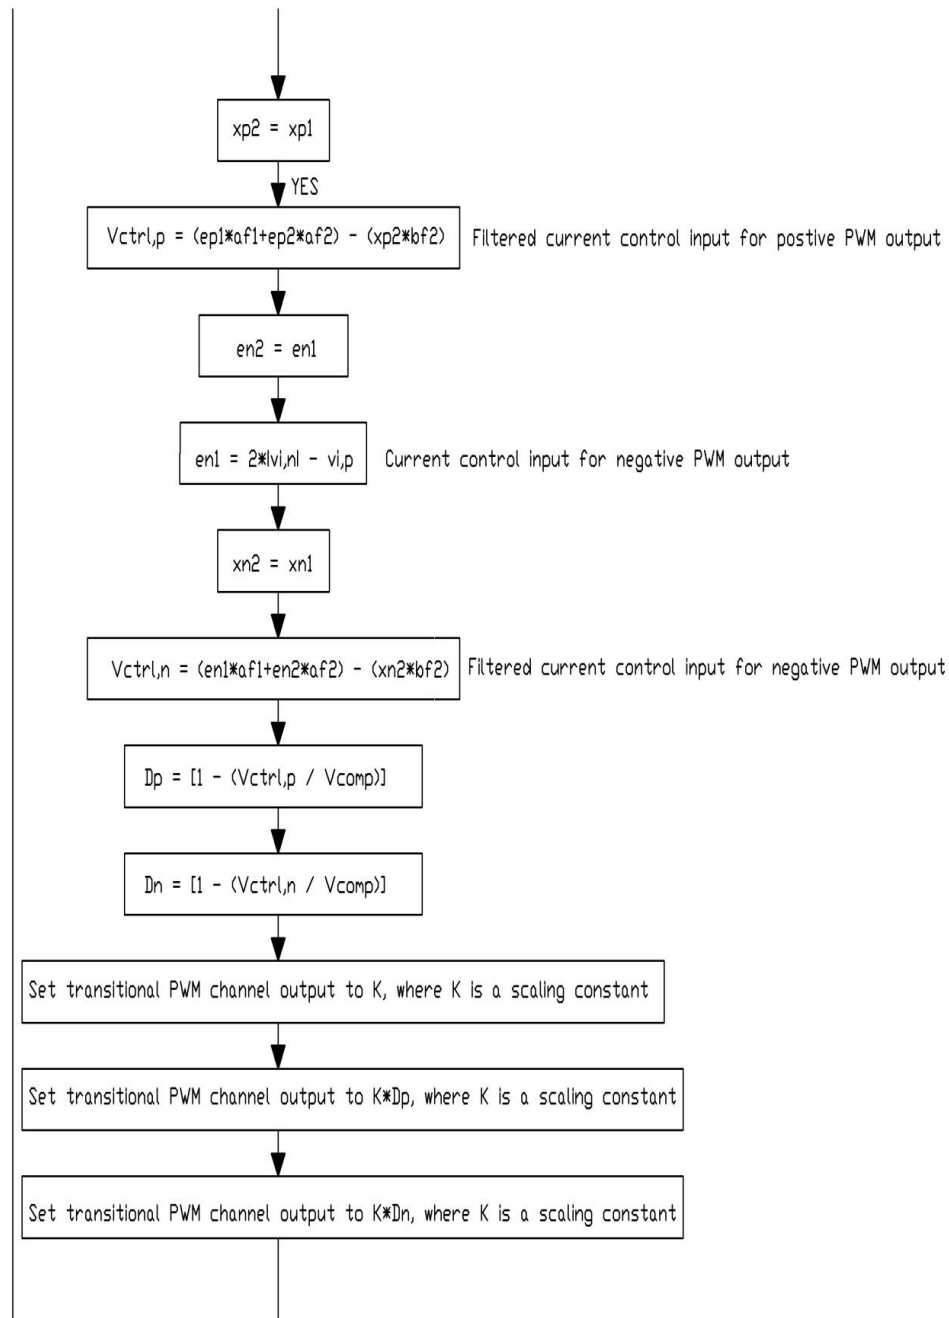 xp2 = xp1
YES
Vctrl,p = (ep1*af1+ep2*af2) - (xp2*bf2)
Filtered current control input for postive PWM output
en2 = en1
en1 = 2*|vi,n| - vi,p
Current control input for negative PWM output
xn2 = xn1
Vctrl,n = (en1*af1+en2*af2) - (xn2*bf2)
Filtered current control input for negative PWM output
Dp = [1 - (Vctrl,p / Vcomp)]
Dn = [1 - (Vctrl,n / Vcomp)]
Set transitional PWM channel output to K, where K is a scaling constant
Set transitional PWM channel output to K*Dp, where K is a scaling constant
Set transitional PWM channel output to K*Dn, where K is a scaling constant